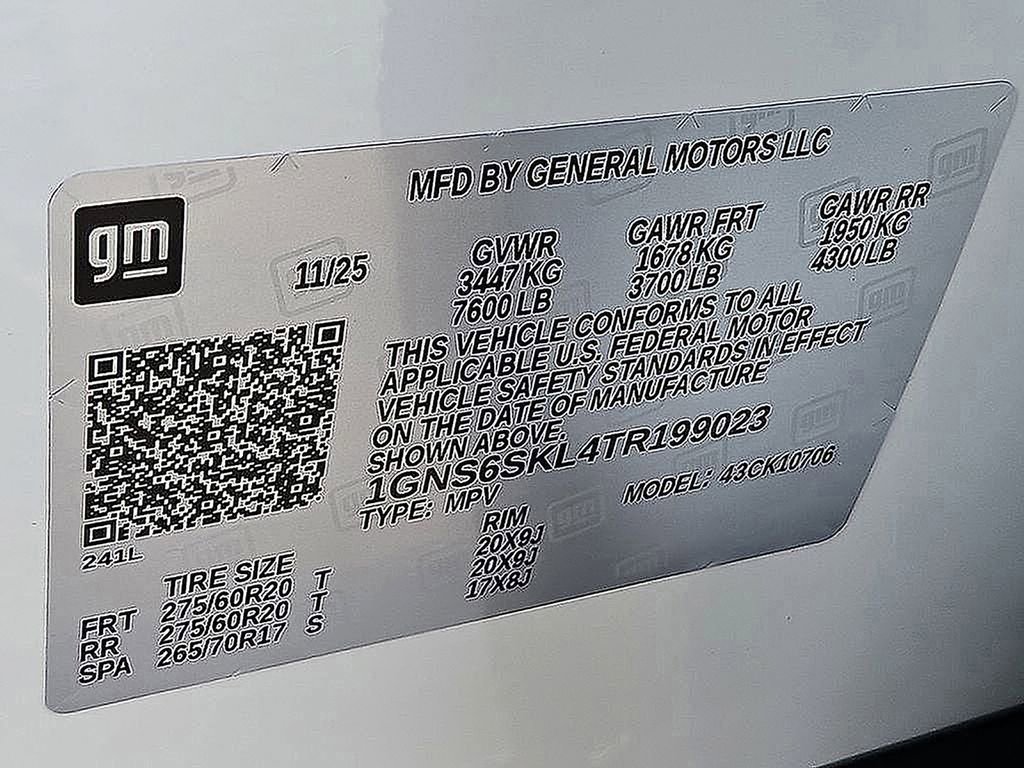 MFD BY GENERAL MOTORS LLC
gm
11/25
GVWR GAWR FRT GAWR RR
3447 KG 1678 KG 1950 KG
7600 LB 3700 LB 4300 LB
THIS VEHICLE CONFORMS TO ALL
APPLICABLE U.S. FEDERAL MOTOR
VEHICLE SAFETY STANDARDS IN EFFECT
ON THE DATE OF MANUFACTURE
SHOWN ABOVE.
1GNS6SKL4TR199023
TYPE: MPV MODEL: 43CK10706
241L
TIRE SIZE RIM
FRT 275/60R20 T 20X9J
RR 275/60R20 T 20X9J
SPA 265/70R17 S 17X8J